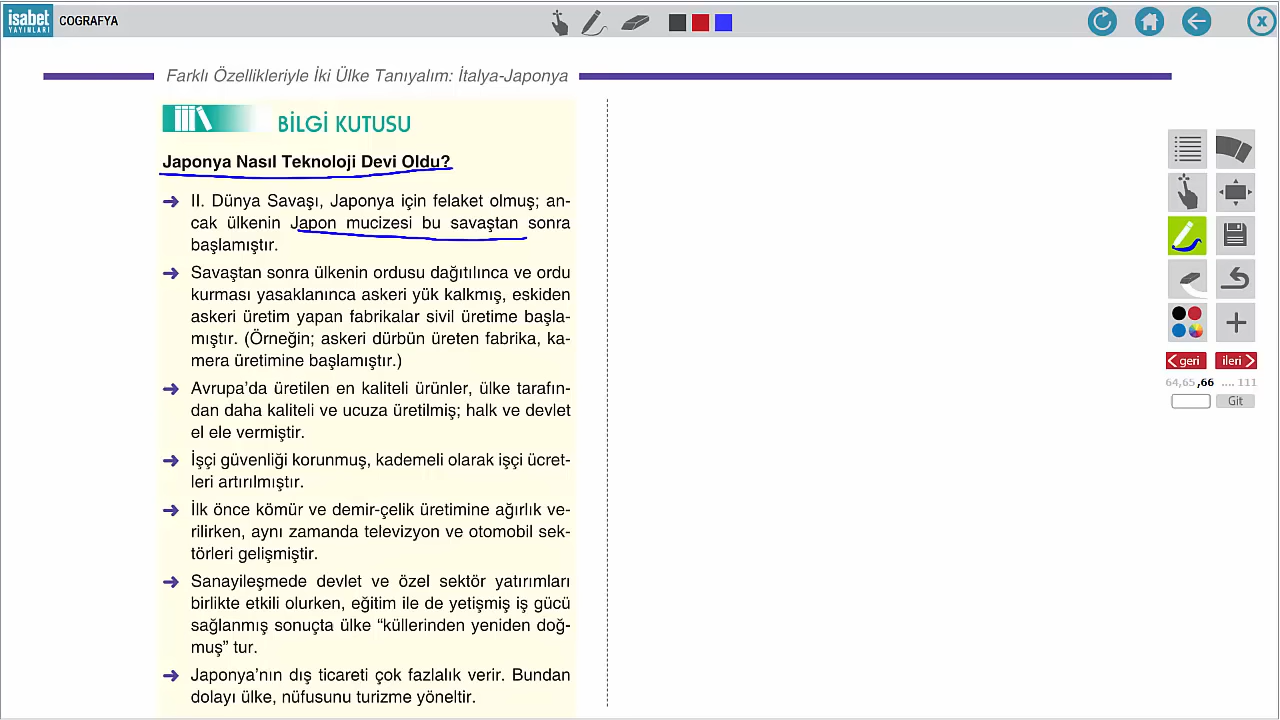 isabet
YAYINLARI
COGRAFYA
Farklı Özellikleriyle İki Ülke Tanıyalım: İtalya-Japonya
BİLGİ KUTUSU
Japonya Nasıl Teknoloji Devi Oldu?
II. Dünya Savaşı, Japonya için felaket olmuş; an-
cak ülkenin Japon mucizesi bu savaştan sonra
başlamıştır.
Savaştan sonra ülkenin ordusu dağıtılınca ve ordu
kurması yasaklanınca askeri yük kalkmış, eskiden
askeri üretim yapan fabrikalar sivil üretime başla-
mıştır. (Örneğin; askeri dürbün üreten fabrika, ka-
mera üretimine başlamıştır.)
Avrupa’da üretilen en kaliteli ürünler, ülke tarafın-
dan daha kaliteli ve ucuza üretilmiş; halk ve devlet
el ele vermiştir.
İşçi güvenliği korunmuş, kademeli olarak işçi ücret-
leri artırılmıştır.
İlk önce kömür ve demir-çelik üretimine ağırlık ve-
rilirken, aynı zamanda televizyon ve otomobil sek-
törleri gelişmiştir.
Sanayileşmede devlet ve özel sektör yatırımları
birlikte etkili olurken, eğitim ile de yetişmiş iş gücü
sağlanmış sonuçta ülke “küllerinden yeniden doğ-
muş” tur.
Japonya’nın dış ticareti çok fazlalık verir. Bundan
dolayı ülke, nüfusunu turizme yöneltir.
geri ileri
64,65,66 .... 111
Git